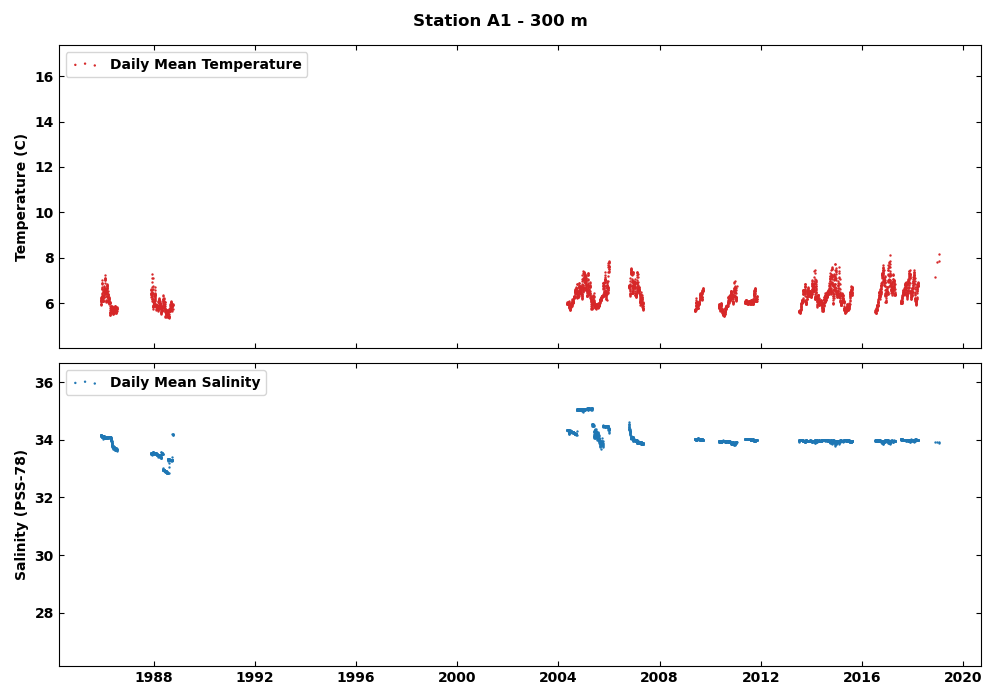 Station A1 - 300 m
Daily Mean Temperature
Temperature (C)
16
14
12
10
8
6
Daily Mean Salinity
Salinity (PSS-78)
36
34
32
30
28
1988 1992 1996 2000 2004 2008 2012 2016 2020